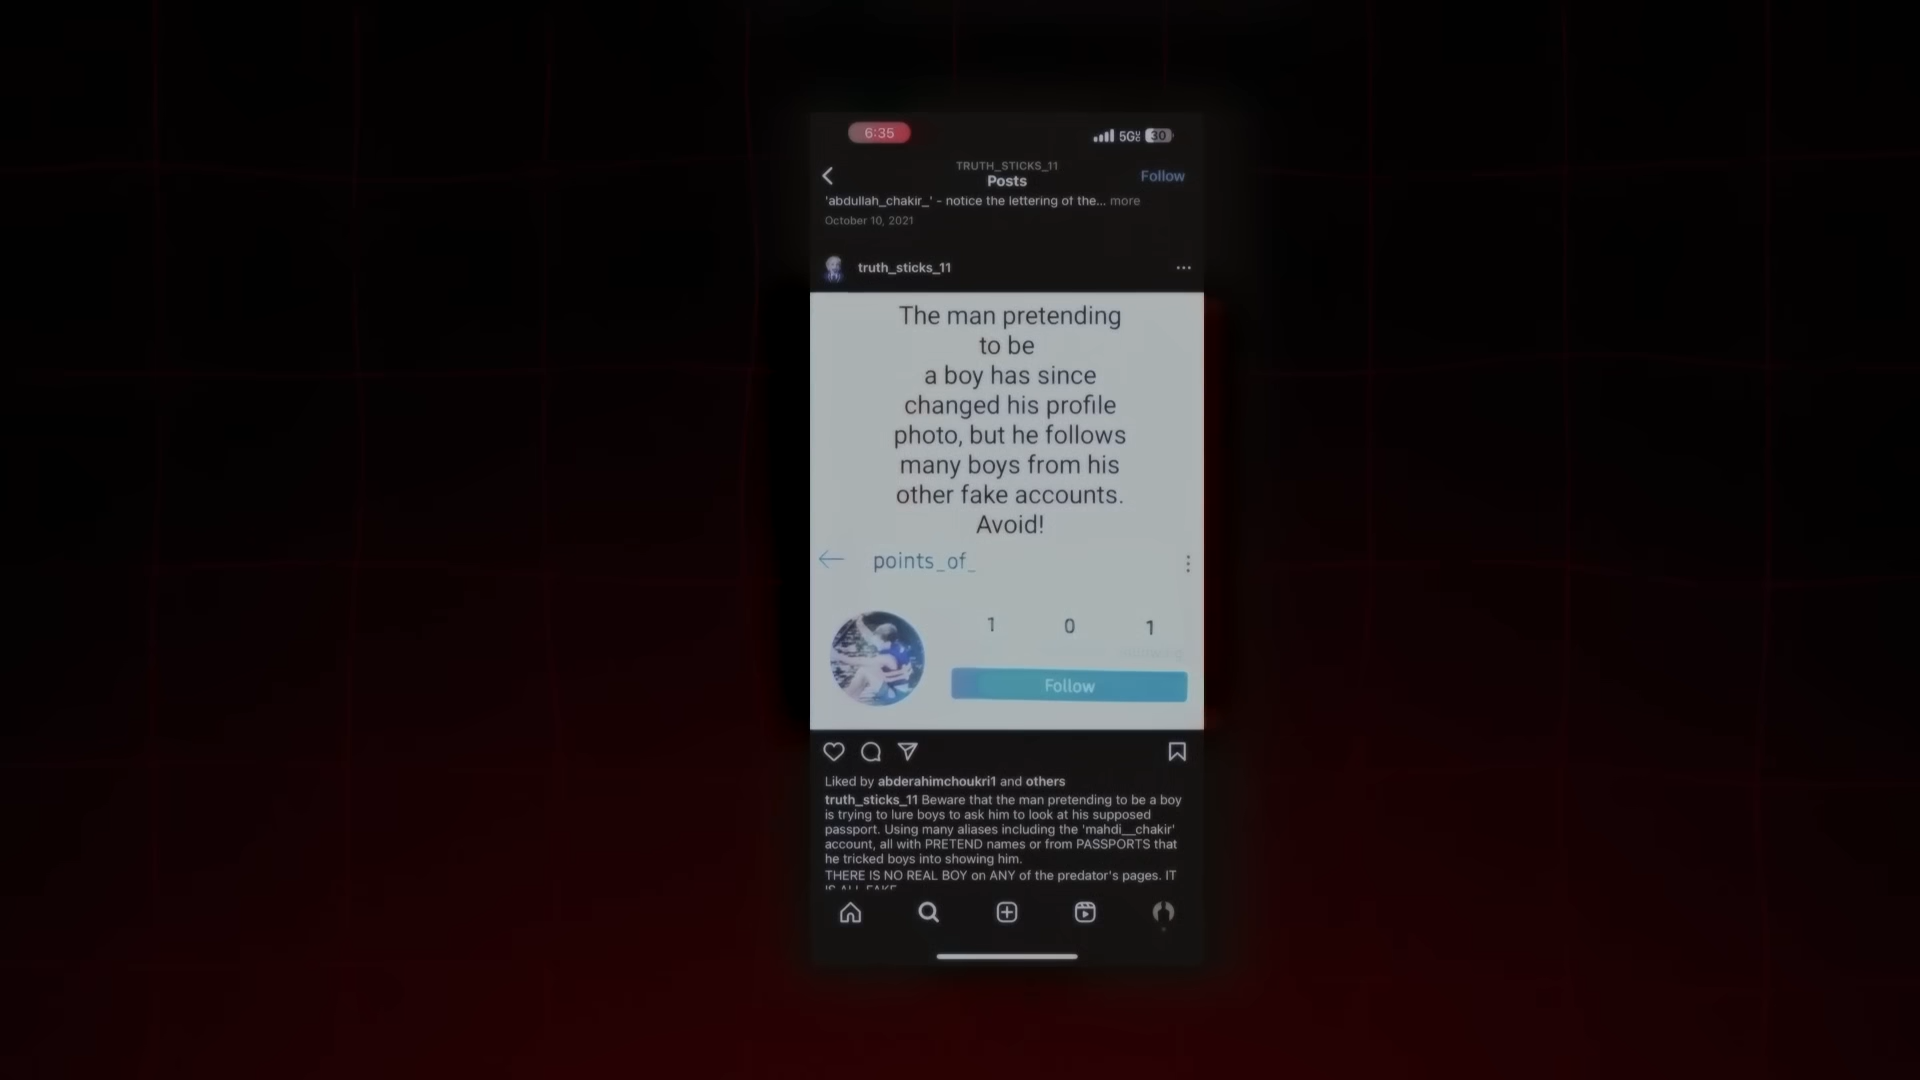 6:35
5G 30
TRUTH_STICKS_11
Posts
Follow
'abdullah_chakir_' - notice the lettering of the... more
October 10, 2021
truth_sticks_11
The man pretending
to be
a boy has since
changed his profile
photo, but he follows
many boys from his
other fake accounts.
Avoid!
points_of_
1 0 1
Follow
Liked by abderahimchoukri1 and others
truth_sticks_11 Beware that the man pretending to be a boy
is trying to lure boys to ask him to look at his supposed
passport. Using many aliases including the 'mahdi__chakir'
account, all with PRETEND names or from PASSPORTS that
he tricked boys into showing him.
THERE IS NO REAL BOY on ANY of the predator's pages. IT
IS ALL FAKE